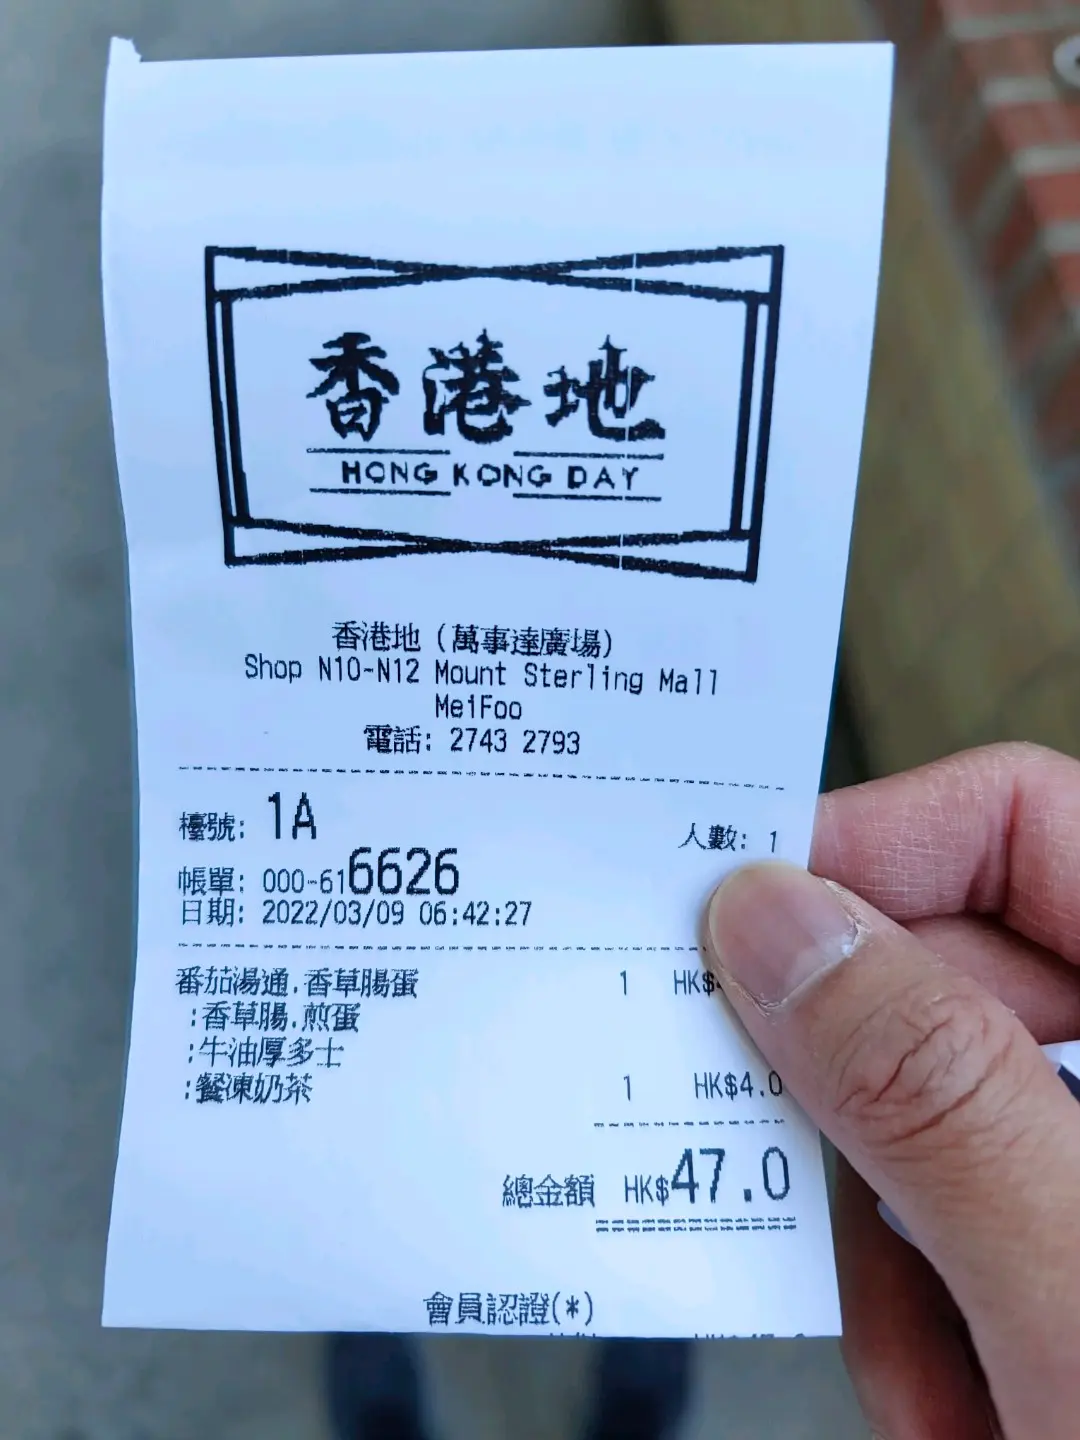 香港地
HONG KONG DAY
香港地 (萬事達廣場)
Shop N10-N12 Mount Sterling Mall
MeiFoo
電話: 2743 2793
檯號: 1A
人數: 1
帳單: 000-616626
日期: 2022/03/09 06:42:27
番茄湯通.香草腸蛋 1 HK$
:香草腸.煎蛋
:牛油厚多士
:餐凍奶茶 1 HK$4.0
總金額 HK$47.0
會員認證(*)